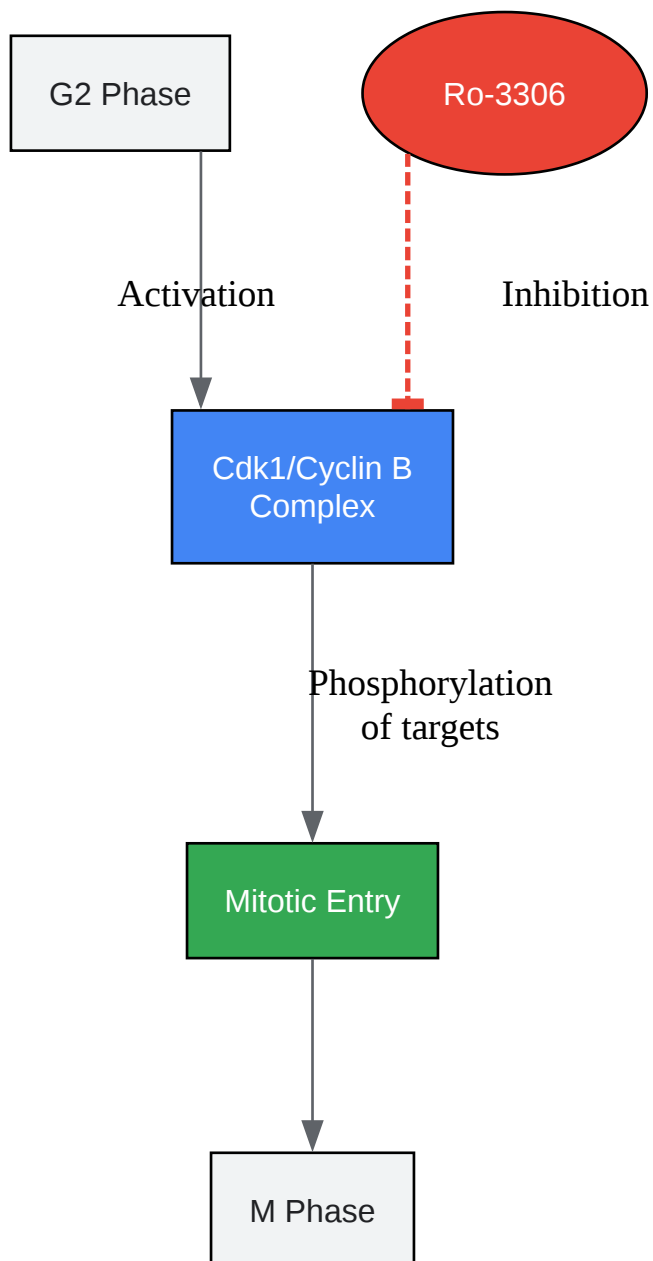 G2 Phase
Ro-3306
Activation
Inhibition
Cdk1/Cyclin B
Complex
Phosphorylation
of targets
Mitotic Entry
M Phase